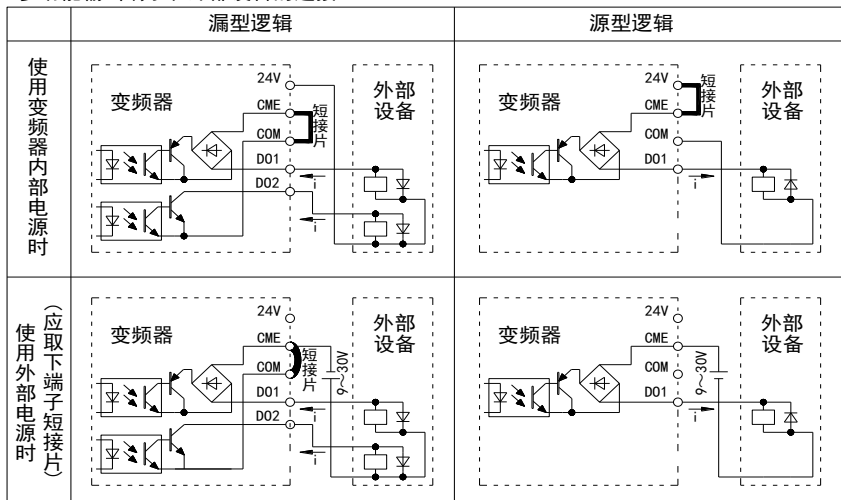 漏型逻辑
源型逻辑
使用变频器内部电源时
变频器
24V
CME
COM
DO1
DO2
短接片
外部
设备
i
i
变频器
24V
CME
COM
DO1
短接片
外部
设备
i
使用外部电源时
(应取下端子短接片)
变频器
24V
CME
COM
DO1
DO2
短接片
9～30V
外部
设备
i
i
变频器
24V
CME
COM
DO1
9～30V
外部
设备
i